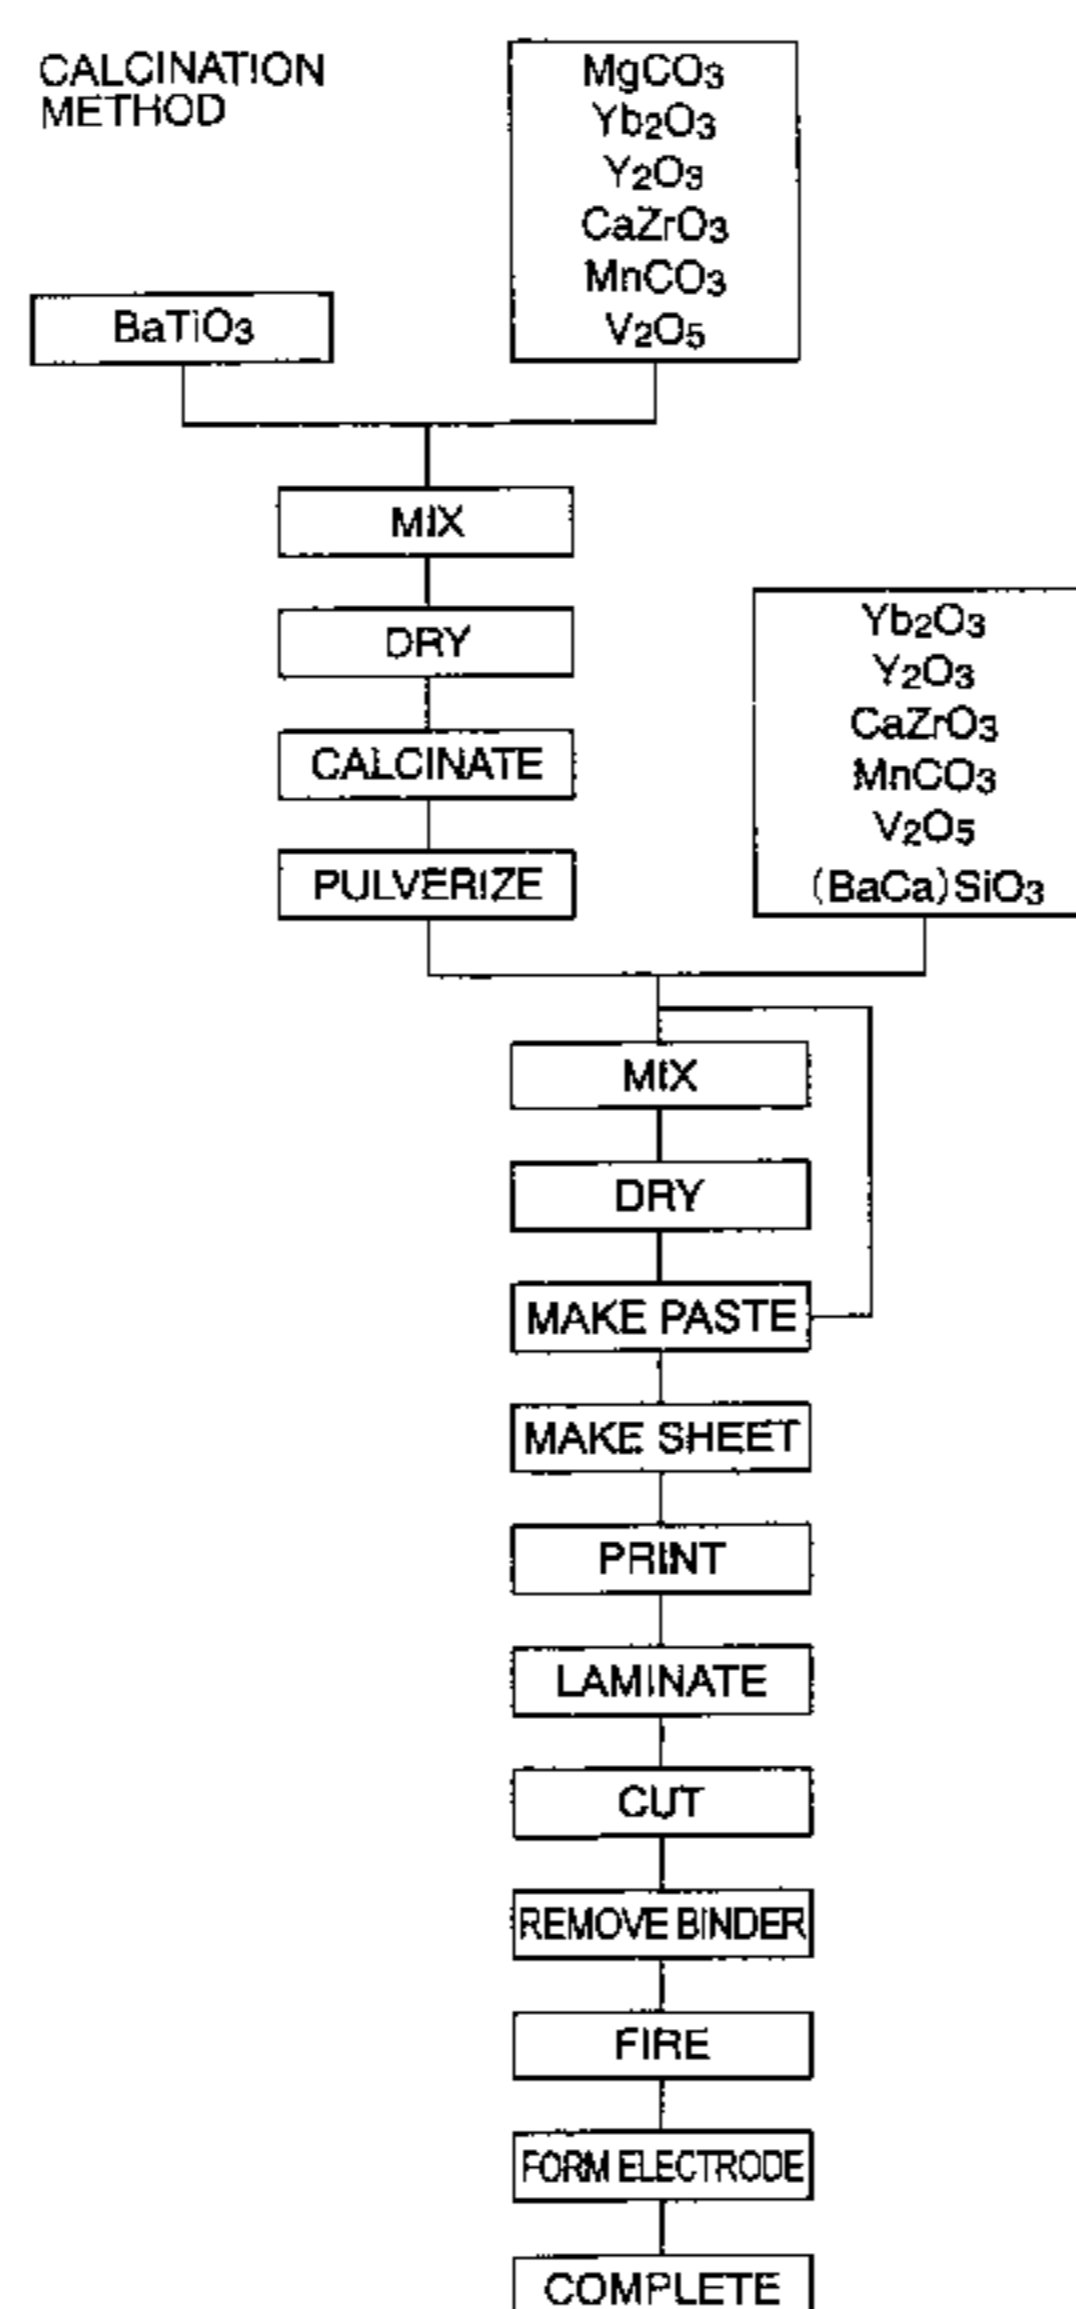 CALCINATION
METHOD
MgCO3
Yb2O3
Y2O3
CaZrO3
MnCO3
V2O5
BaTiO3
MIX
DRY
CALCINATE
PULVERIZE
Yb2O3
Y2O3
CaZrO3
MnCO3
V2O5
(BaCa)SiO3
MIX
DRY
MAKE PASTE
MAKE SHEET
PRINT
LAMINATE
CUT
REMOVE BINDER
FIRE
FORM ELECTRODE
COMPLETE